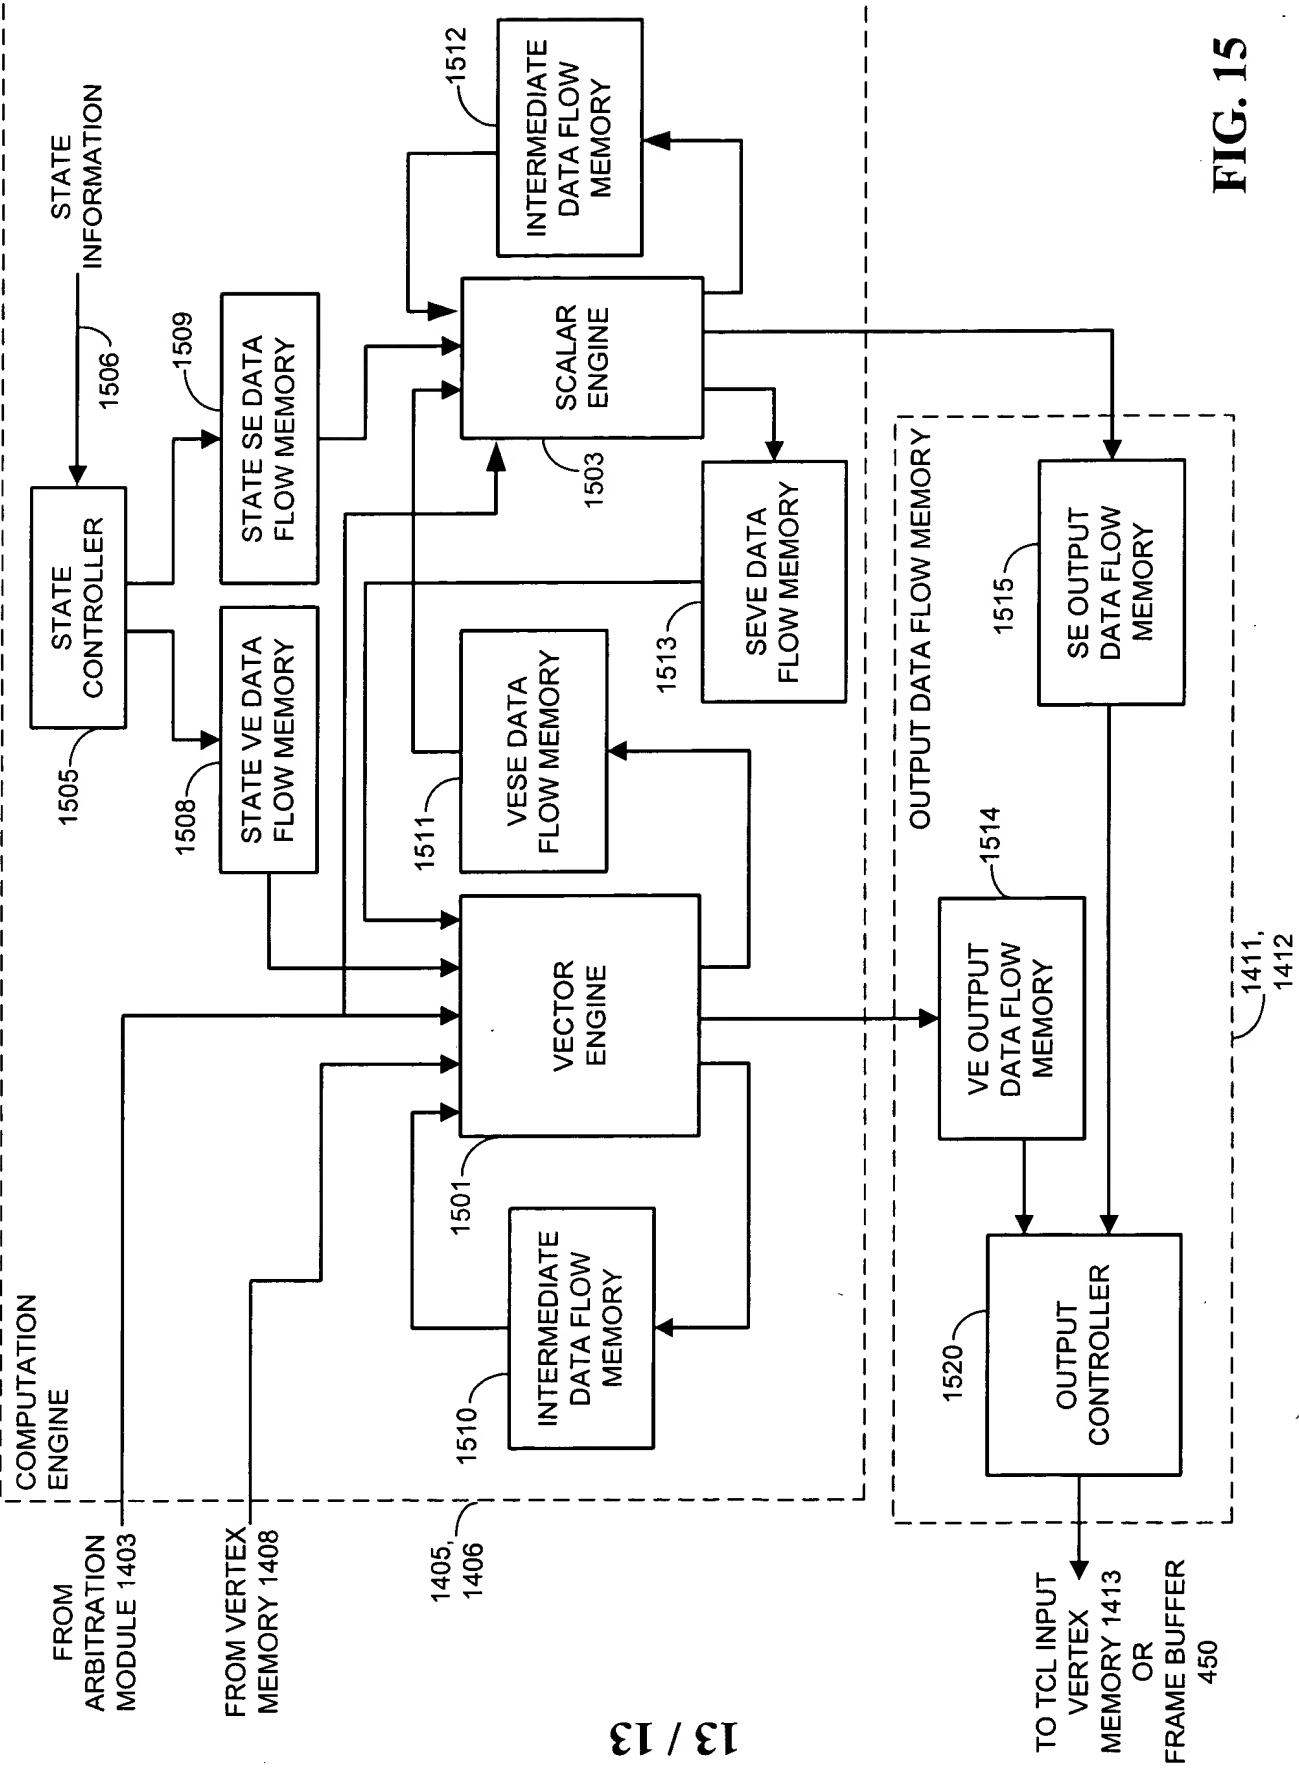 COMPUTATION
ENGINE
FROM
ARBITRATION
MODULE 1403
FROM VERTEX
MEMORY 1408
1405,
1406
STATE
INFORMATION
1506
STATE
CONTROLLER
1505
STATE VE DATA
FLOW MEMORY
1508
STATE SE DATA
FLOW MEMORY
1509
INTERMEDIATE
DATA FLOW
MEMORY
1510
VECTOR
ENGINE
1501
VESE DATA
FLOW MEMORY
1511
SCALAR
ENGINE
1503
INTERMEDIATE
DATA FLOW
MEMORY
1512
SEVE DATA
FLOW MEMORY
1513
OUTPUT DATA FLOW MEMORY
VE OUTPUT
DATA FLOW
MEMORY
1514
SE OUTPUT
DATA FLOW
MEMORY
1515
OUTPUT
CONTROLLER
1520
1411,
1412
TO TCL INPUT
VERTEX
MEMORY 1413
OR
FRAME BUFFER
450
FIG. 15
13 / 13